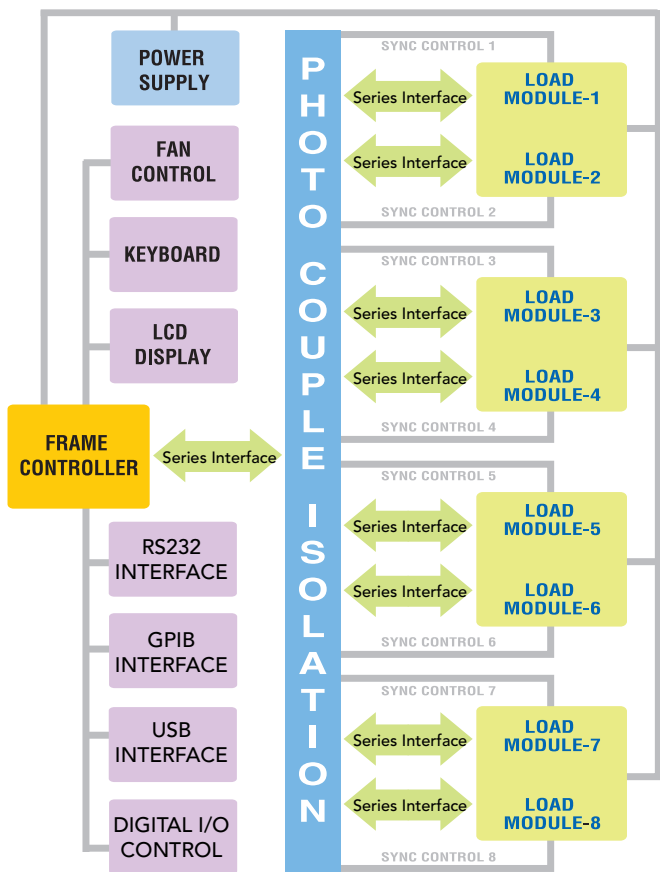 POWER
SUPPLY
FAN
CONTROL
KEYBOARD
LCD
DISPLAY
FRAME
CONTROLLER
Series Interface
RS232
INTERFACE
GPIB
INTERFACE
USB
INTERFACE
DIGITAL I/O
CONTROL
PHOTO COUPLE ISOLATION
SYNC CONTROL 1
Series Interface
LOAD
MODULE-1
Series Interface
LOAD
MODULE-2
SYNC CONTROL 2
SYNC CONTROL 3
Series Interface
LOAD
MODULE-3
Series Interface
LOAD
MODULE-4
SYNC CONTROL 4
SYNC CONTROL 5
Series Interface
LOAD
MODULE-5
Series Interface
LOAD
MODULE-6
SYNC CONTROL 6
SYNC CONTROL 7
Series Interface
LOAD
MODULE-7
Series Interface
LOAD
MODULE-8
SYNC CONTROL 8